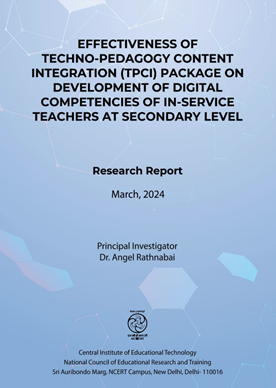 EFFECTIVENESS OF
TECHNO-PEDAGOGY CONTENT
INTEGRATION (TPCI) PACKAGE ON
DEVELOPMENT OF DIGITAL
COMPETENCIES OF IN-SERVICE
TEACHERS AT SECONDARY LEVEL
Research Report
March, 2024
Principal Investigator
Dr. Angel Rathnabai
Central Institute of Educational Technology
National Council of Educational Research and Training
Sri Auribondo Marg, NCERT Campus, New Delhi, Delhi- 110016